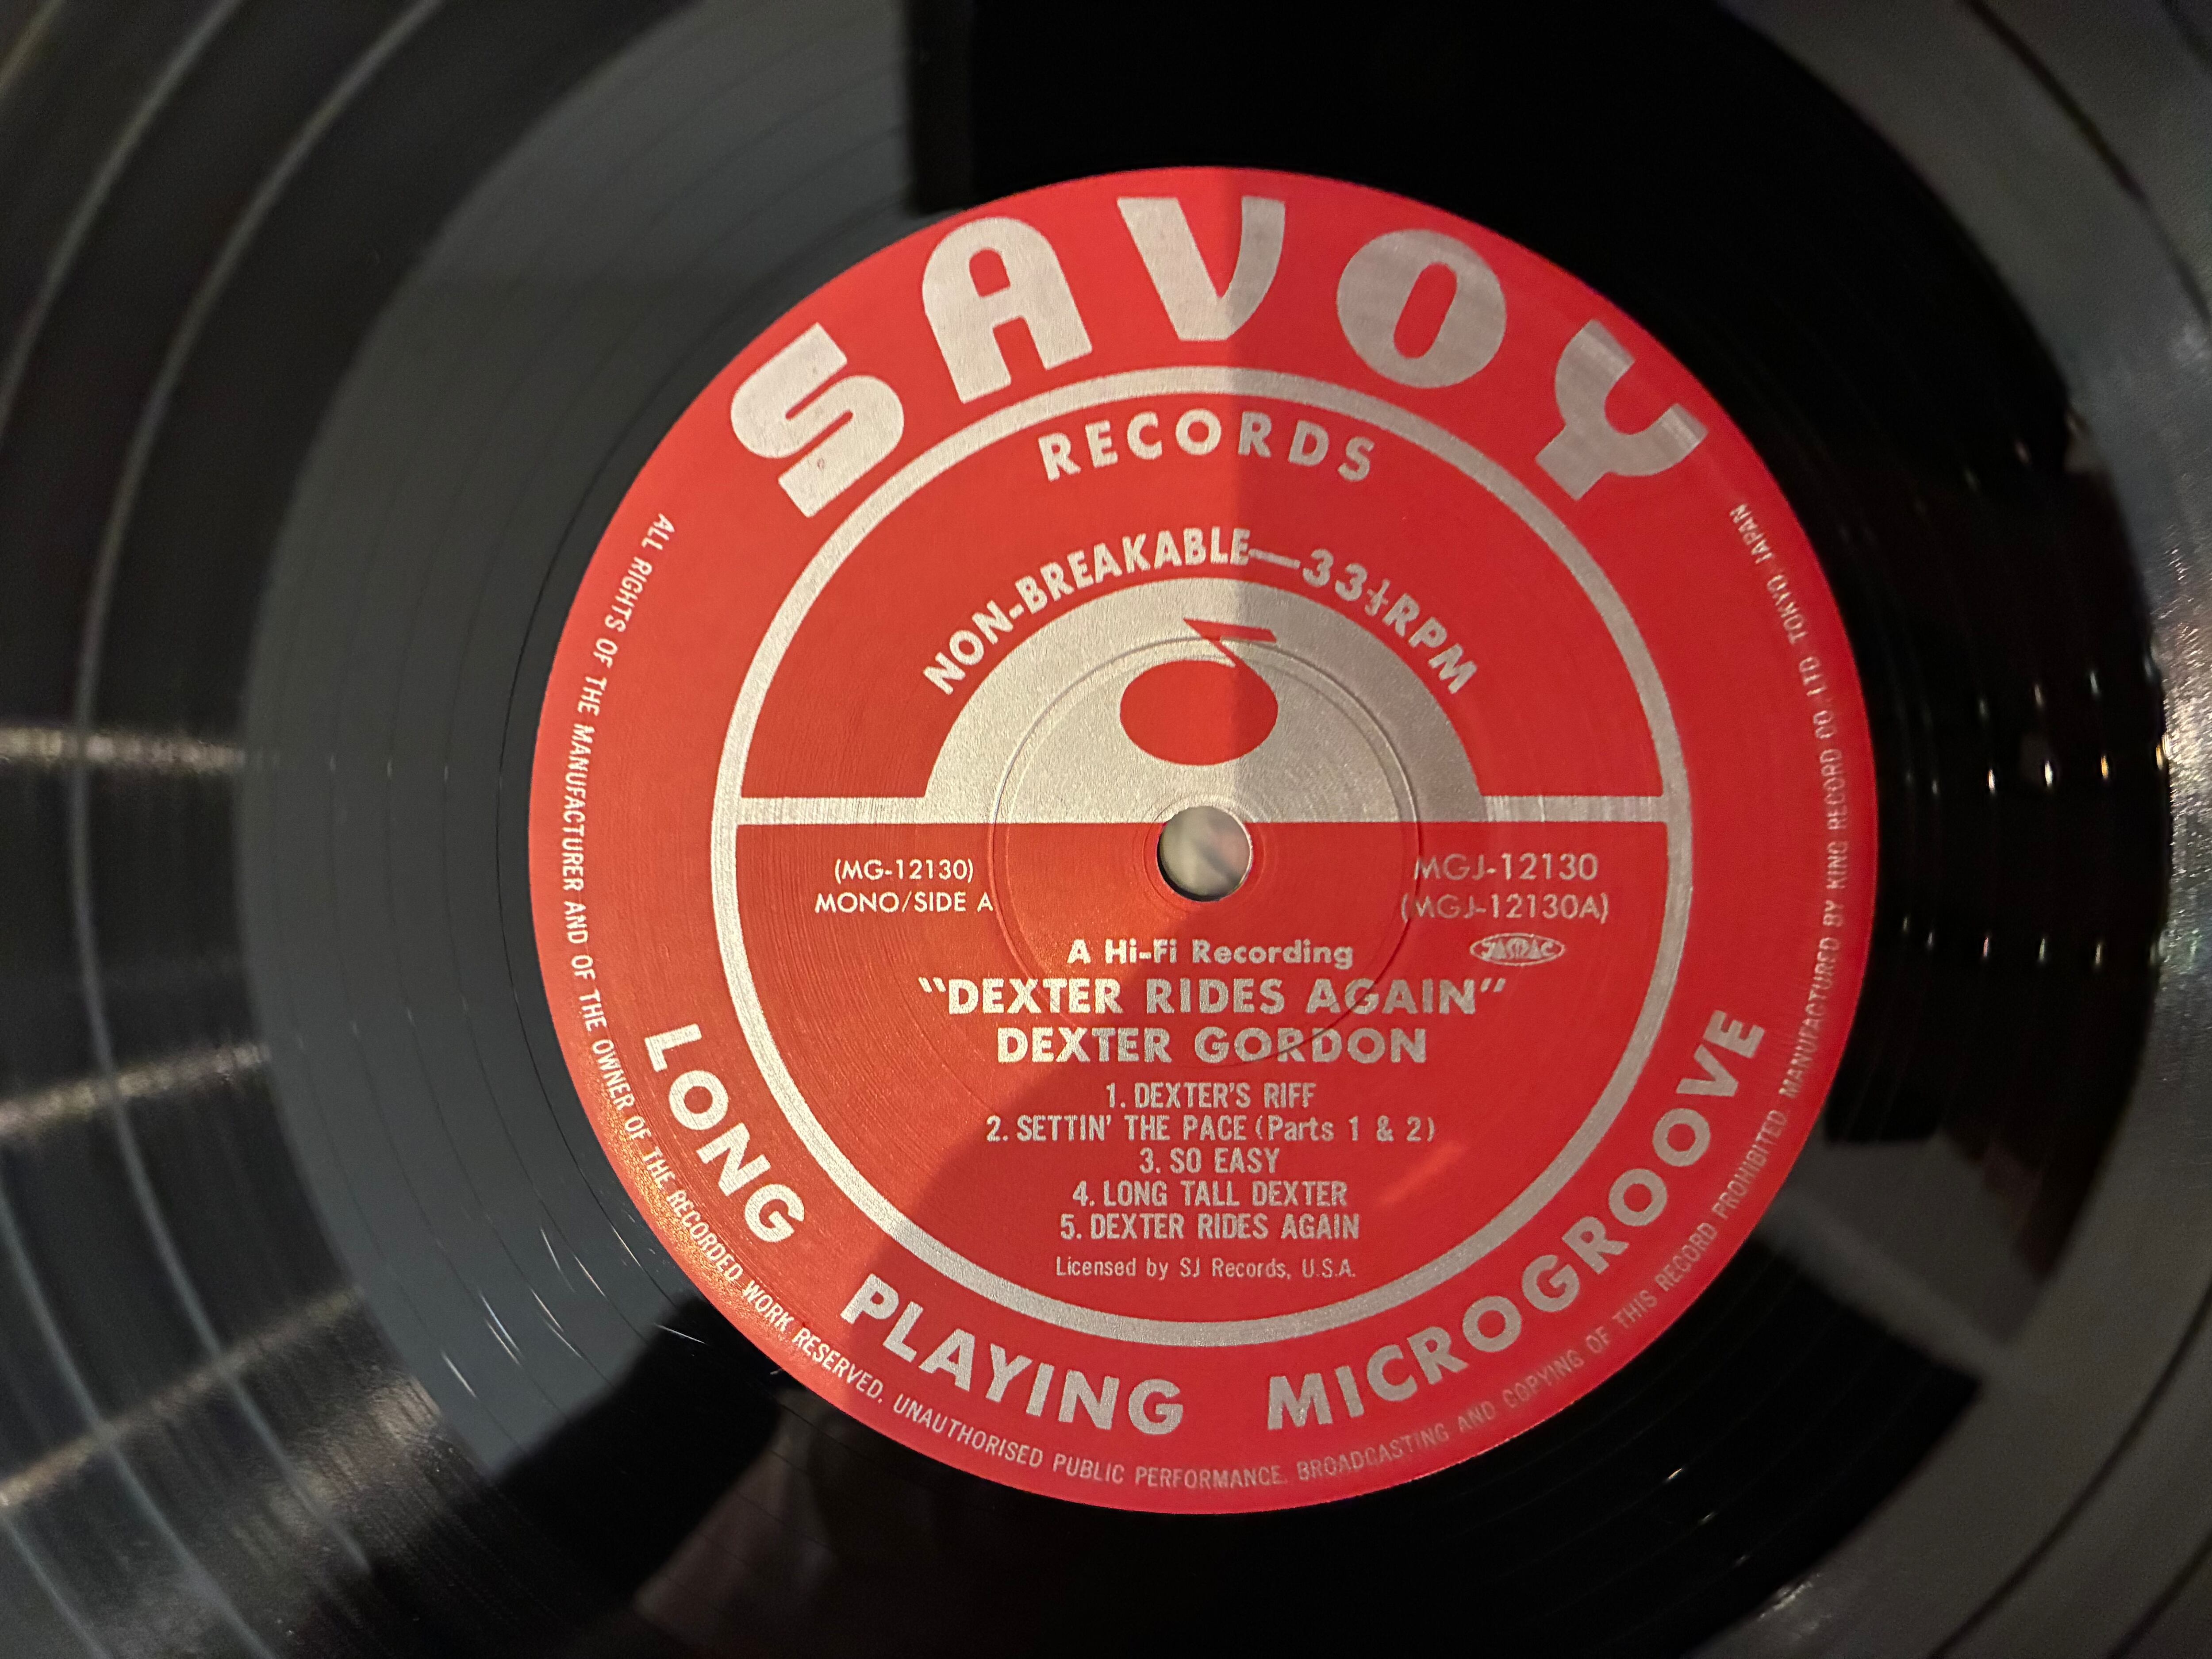 SAVOY
RECORDS
NON-BREAKABLE—33⅓RPM
(MG-12130)
MONO/SIDE A
MGJ-12130
(MGJ-12130A)
JASRAC
A Hi-Fi Recording
"DEXTER RIDES AGAIN"
DEXTER GORDON
1. DEXTER'S RIFF
2. SETTIN' THE PACE (Parts 1 & 2)
3. SO EASY
4. LONG TALL DEXTER
5. DEXTER RIDES AGAIN
Licensed by SJ Records, U.S.A.
LONG PLAYING MICROGROOVE
ALL RIGHTS OF THE MANUFACTURER AND OF THE OWNER OF THE RECORDED WORK RESERVED. UNAUTHORISED PUBLIC PERFORMANCE. BROADCASTING AND COPYING OF THIS RECORD PROHIBITED. MANUFACTURED BY KING RECORD CO. LTD TOKYO JAPAN